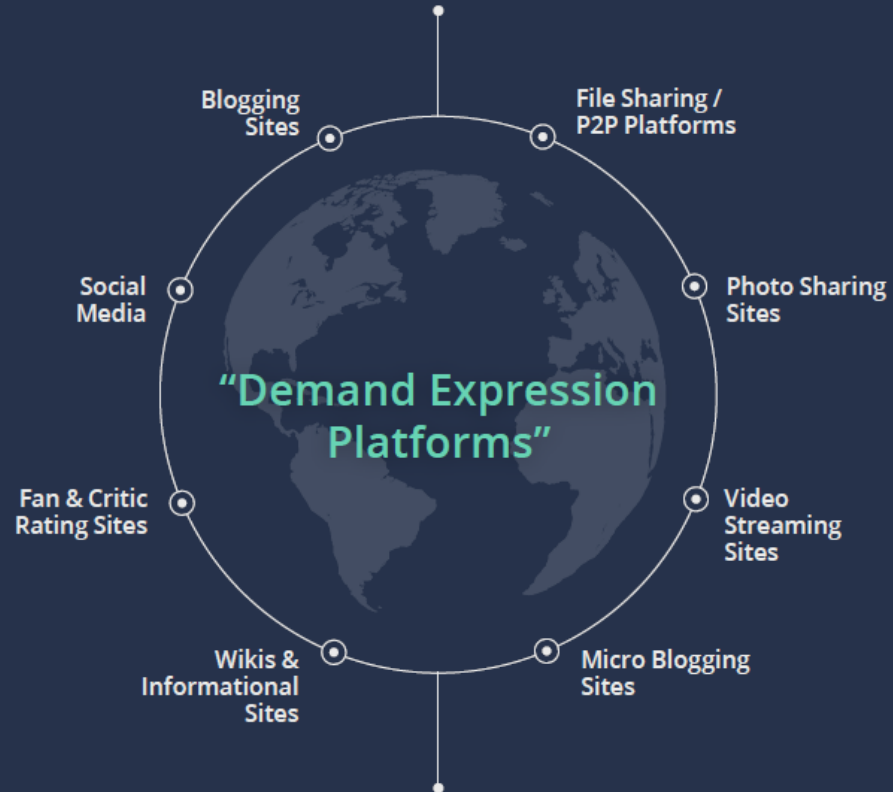 Blogging
Sites
File Sharing /
P2P Platforms
Social
Media
Photo Sharing
Sites
“Demand Expression
Platforms”
Fan & Critic
Rating Sites
Video
Streaming
Sites
Wikis &
Informational
Sites
Micro Blogging
Sites